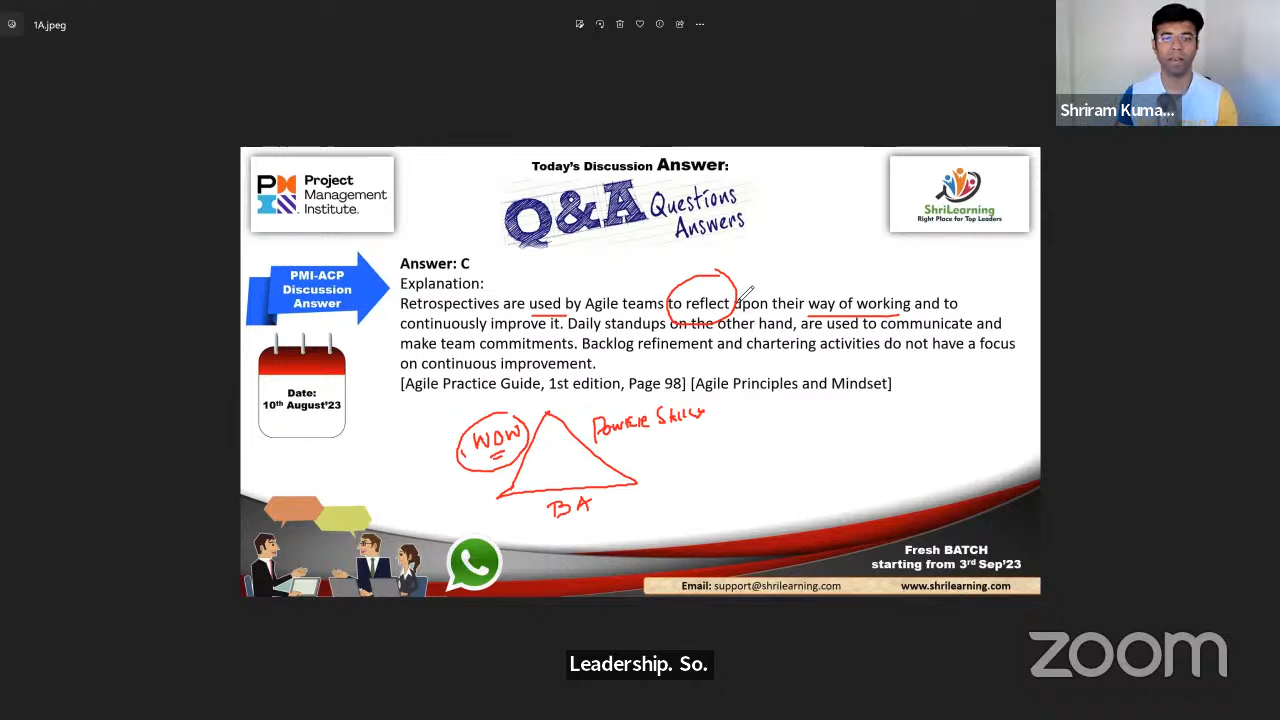 1A.jpeg
Shriram Kuma...
Today's Discussion Answer:
Project
Management
Institute.
Q&A Questions
Answers
ShriLearning
Right Place for Top Leaders
PMI-ACP
Discussion
Answer
Answer: C
Explanation:
Retrospectives are used by Agile teams to reflect upon their way of working and to
continuously improve it. Daily standups on the other hand, are used to communicate and
make team commitments. Backlog refinement and chartering activities do not have a focus
on continuous improvement.
[Agile Practice Guide, 1st edition, Page 98] [Agile Principles and Mindset]
Date:
10th August'23
WOW
Power Skills
BA
Fresh BATCH
starting from 3rd Sep'23
Email: support@shrilearning.com www.shrilearning.com
Leadership. So.
zoom